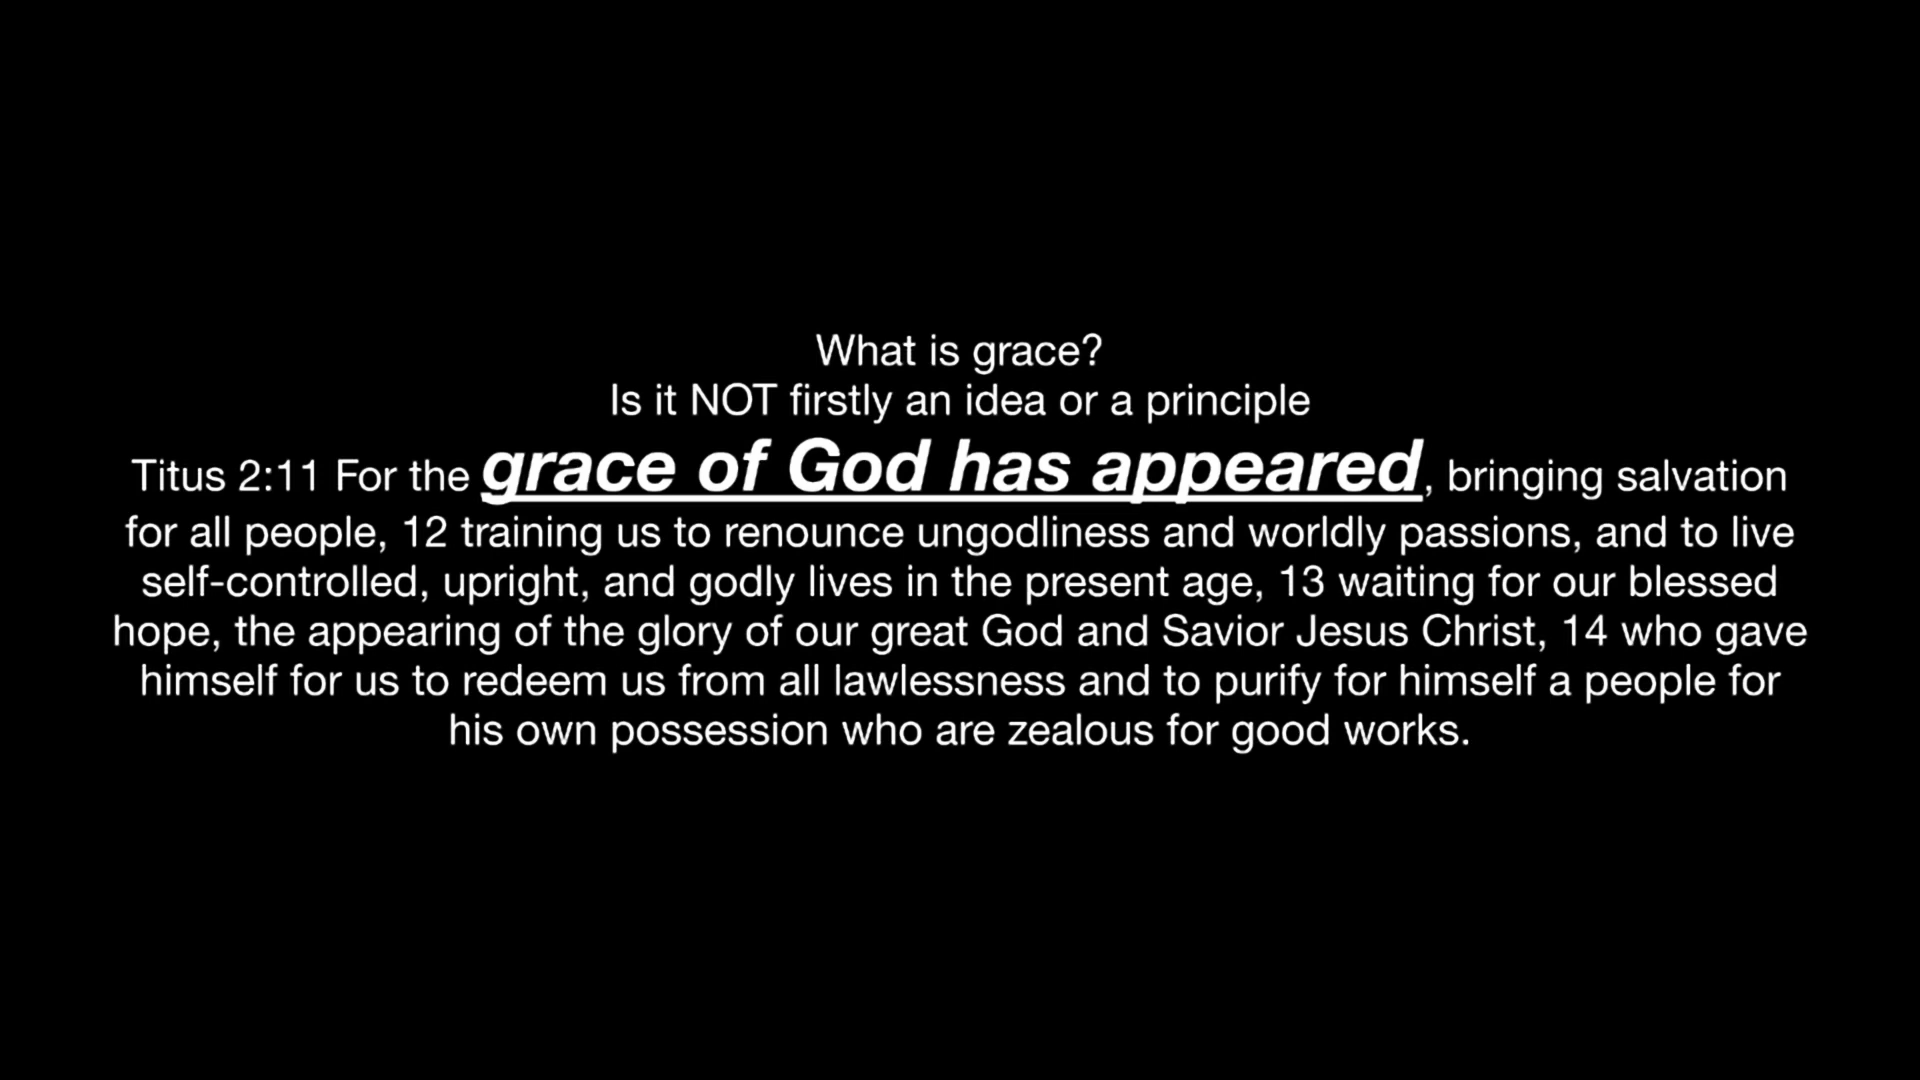 What is grace?
Is it NOT firstly an idea or a principle
Titus 2:11 For the grace of God has appeared, bringing salvation
for all people, 12 training us to renounce ungodliness and worldly passions, and to live
self-controlled, upright, and godly lives in the present age, 13 waiting for our blessed
hope, the appearing of the glory of our great God and Savior Jesus Christ, 14 who gave
himself for us to redeem us from all lawlessness and to purify for himself a people for
his own possession who are zealous for good works.